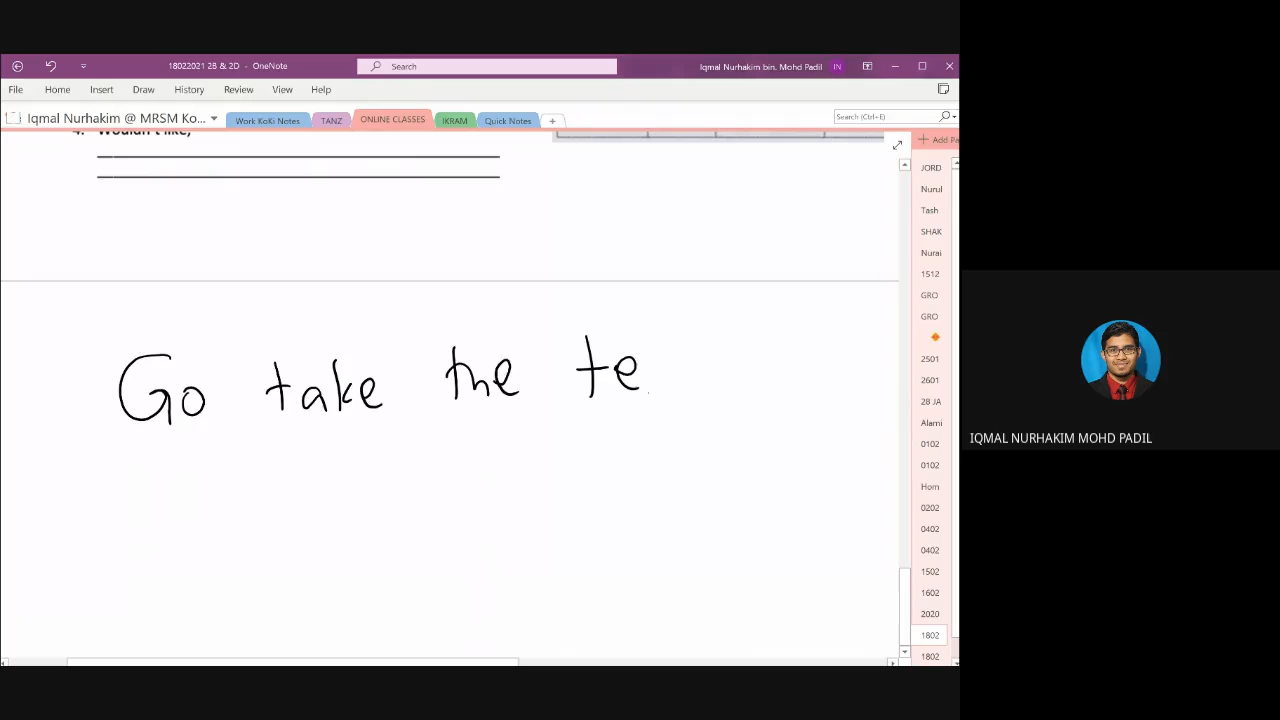 18022021 2B & 2D - OneNote
Search
Iqmal Nurhakim bin. Mohd Padil
IN
File Home Insert Draw History Review View Help
Iqmal Nurhakim @ MRSM Ko...
Work KoKi Notes
TANZ
ONLINE CLASSES
IKRAM
Quick Notes
Search (Ctrl+E)
4. Wouldn't like,
Add Pa
JORD
Nurul
Tash
SHAK
Nurai
1512
GRO
GRO
2501
2601
28 JA
Alami
0102
0102
Hom
0202
0402
0402
1502
1602
2020
1802
1802
Go take the te
IQMAL NURHAKIM MOHD PADIL